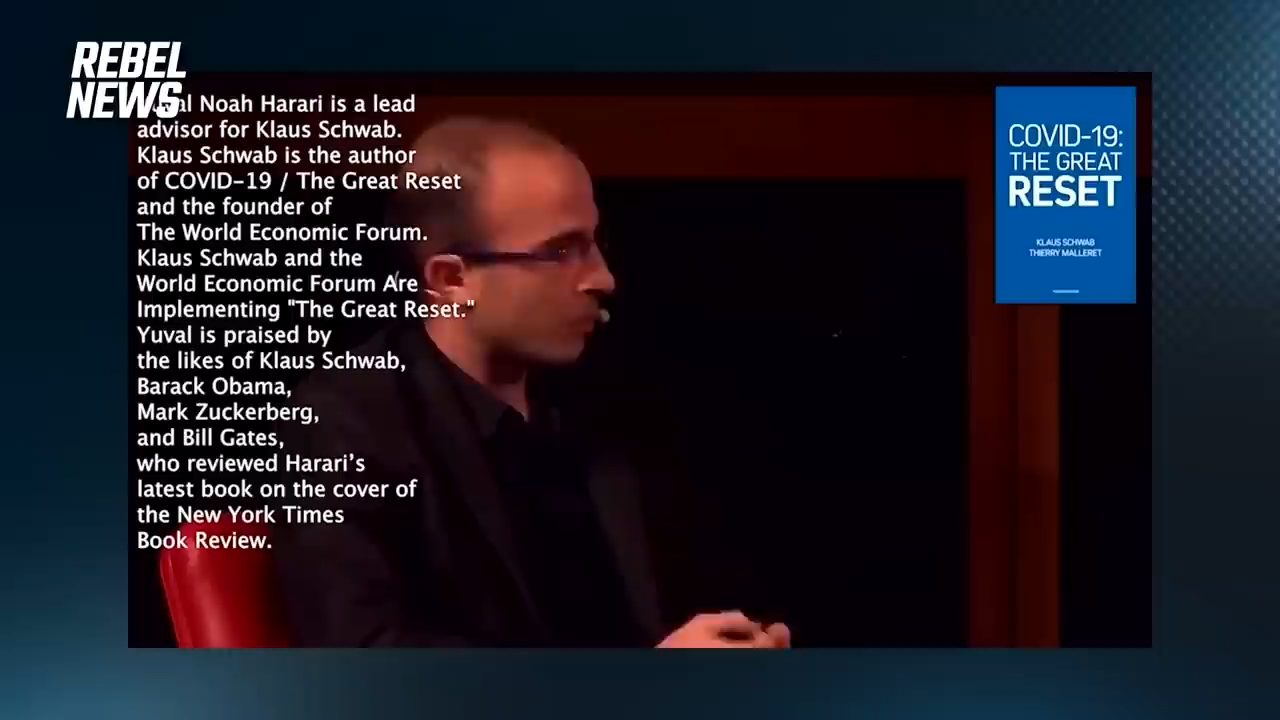 REBEL
NEWS
Noah Harari is a lead
advisor for Klaus Schwab.
Klaus Schwab is the author
of COVID-19 / The Great Reset
and the founder of
The World Economic Forum.
Klaus Schwab and the
World Economic Forum Are
Implementing "The Great Reset."
Yuval is praised by
the likes of Klaus Schwab,
Barack Obama,
Mark Zuckerberg,
and Bill Gates,
who reviewed Harari's
latest book on the cover of
the New York Times
Book Review.
COVID-19:
THE GREAT
RESET
KLAUS SCHWAB
THIERRY MALLERET